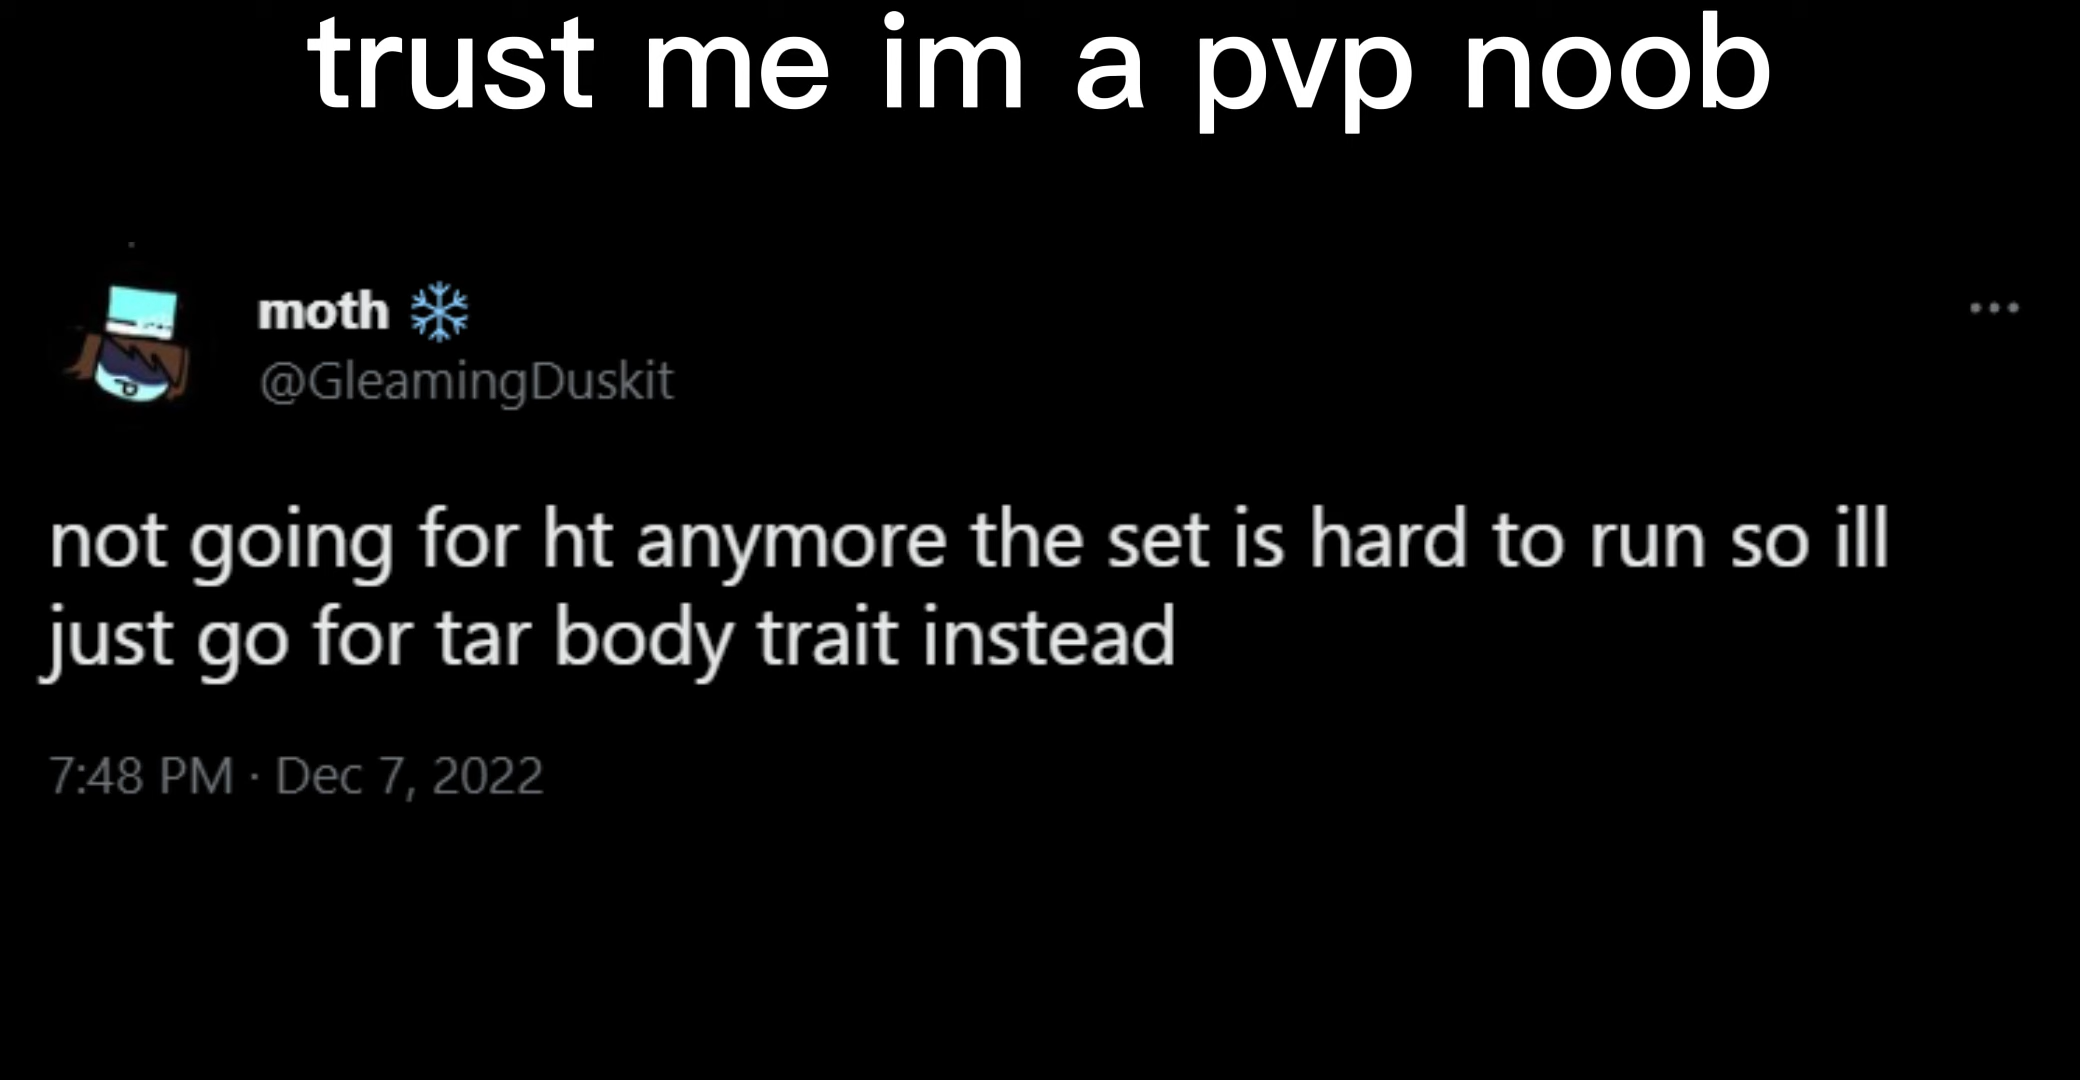 trust me im a pvp noob
moth ❄️
@GleamingDuskit
not going for ht anymore the set is hard to run so ill
just go for tar body trait instead
7:48 PM · Dec 7, 2022